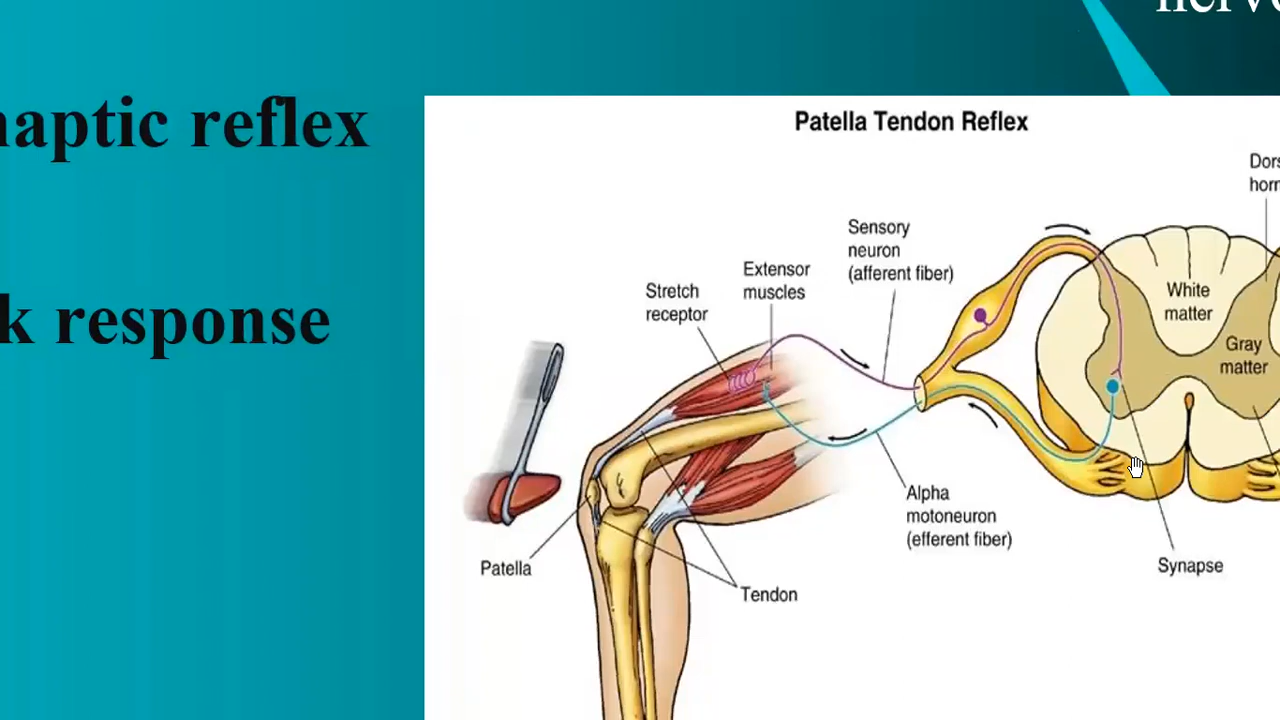 naptic reflex
k response
Patella Tendon Reflex
Sensory
neuron
(afferent fiber)
Extensor
muscles
Stretch
receptor
White
matter
Gray
matter
Alpha
motoneuron
(efferent fiber)
Synapse
Patella
Tendon